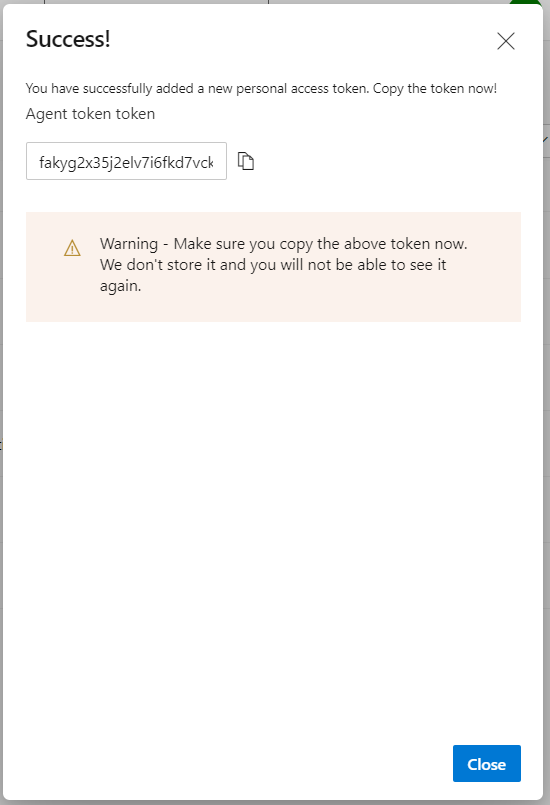 Success!
You have successfully added a new personal access token. Copy the token now!
Agent token token
fakyg2x35j2elv7i6fkd7vck
Warning - Make sure you copy the above token now.
We don't store it and you will not be able to see it
again.
Close